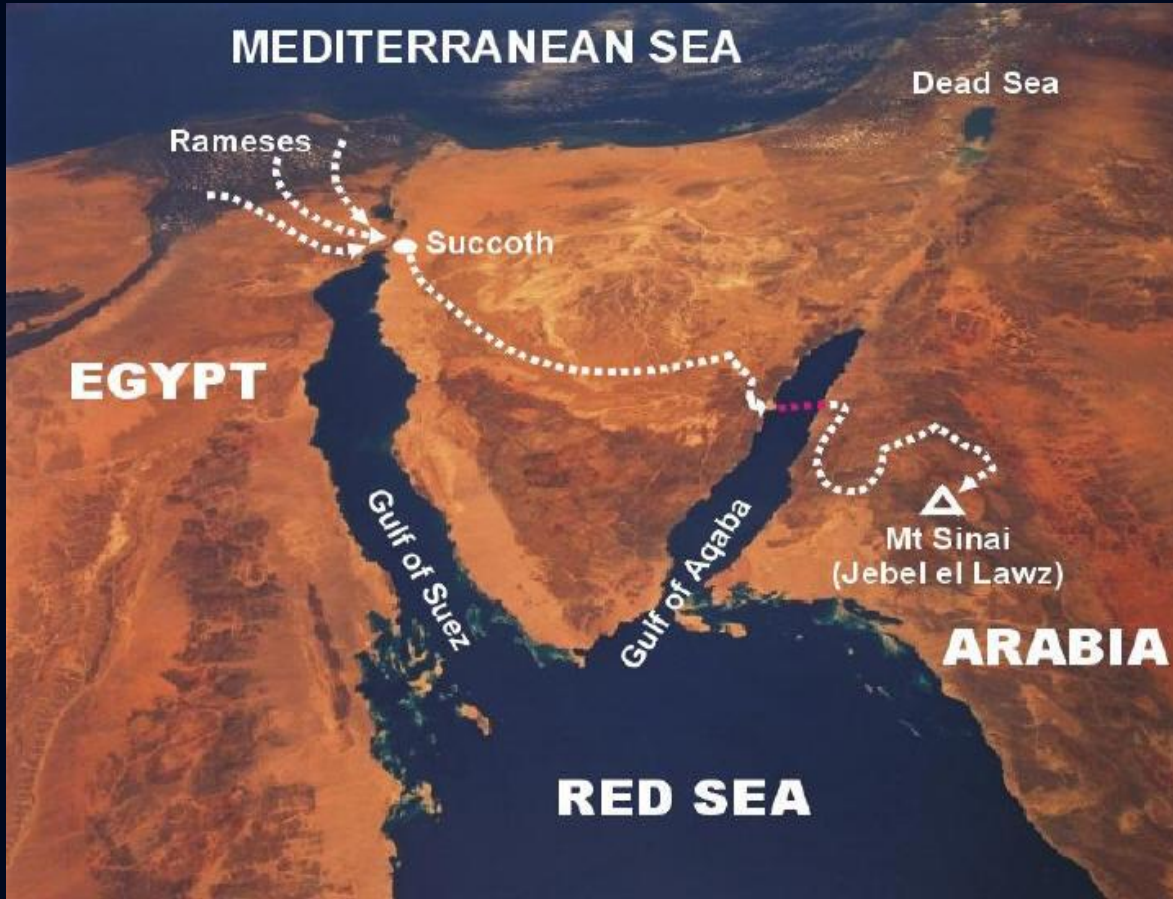 MEDITERRANEAN SEA
Dead Sea
Rameses
Succoth
EGYPT
Gulf of Suez
Gulf of Aqaba
Mt Sinai
(Jebel el Lawz)
ARABIA
RED SEA